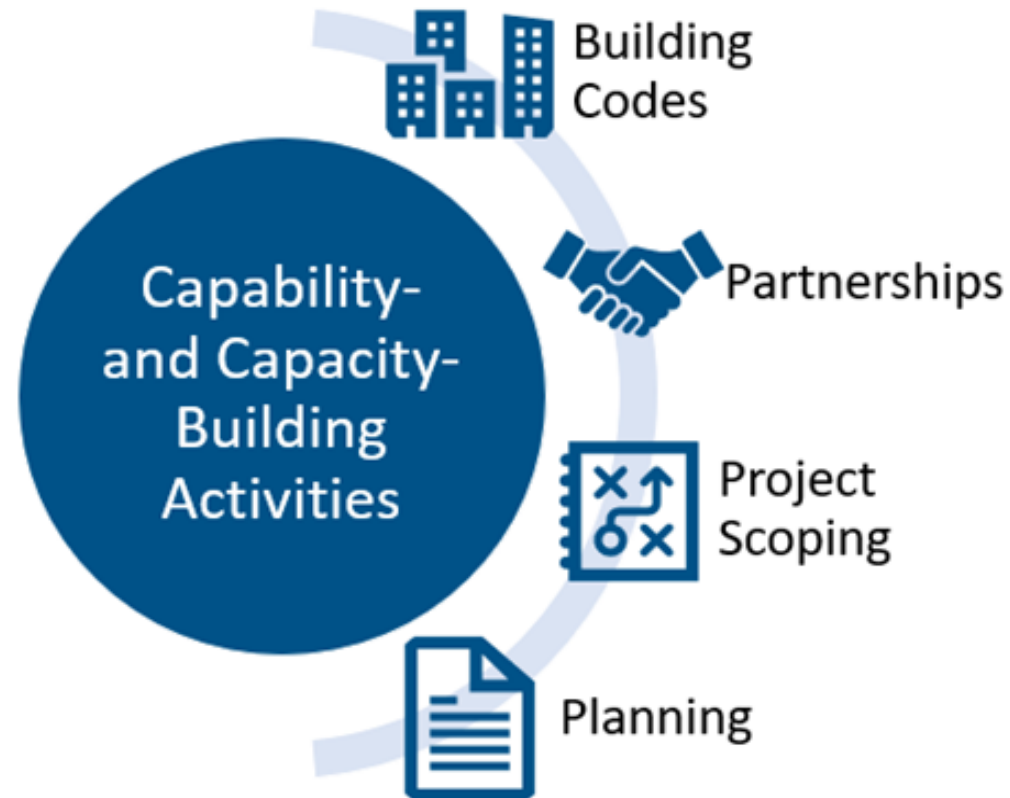 Building
Codes
Capability-
and Capacity-
Building
Activities
Partnerships
Project
Scoping
Planning